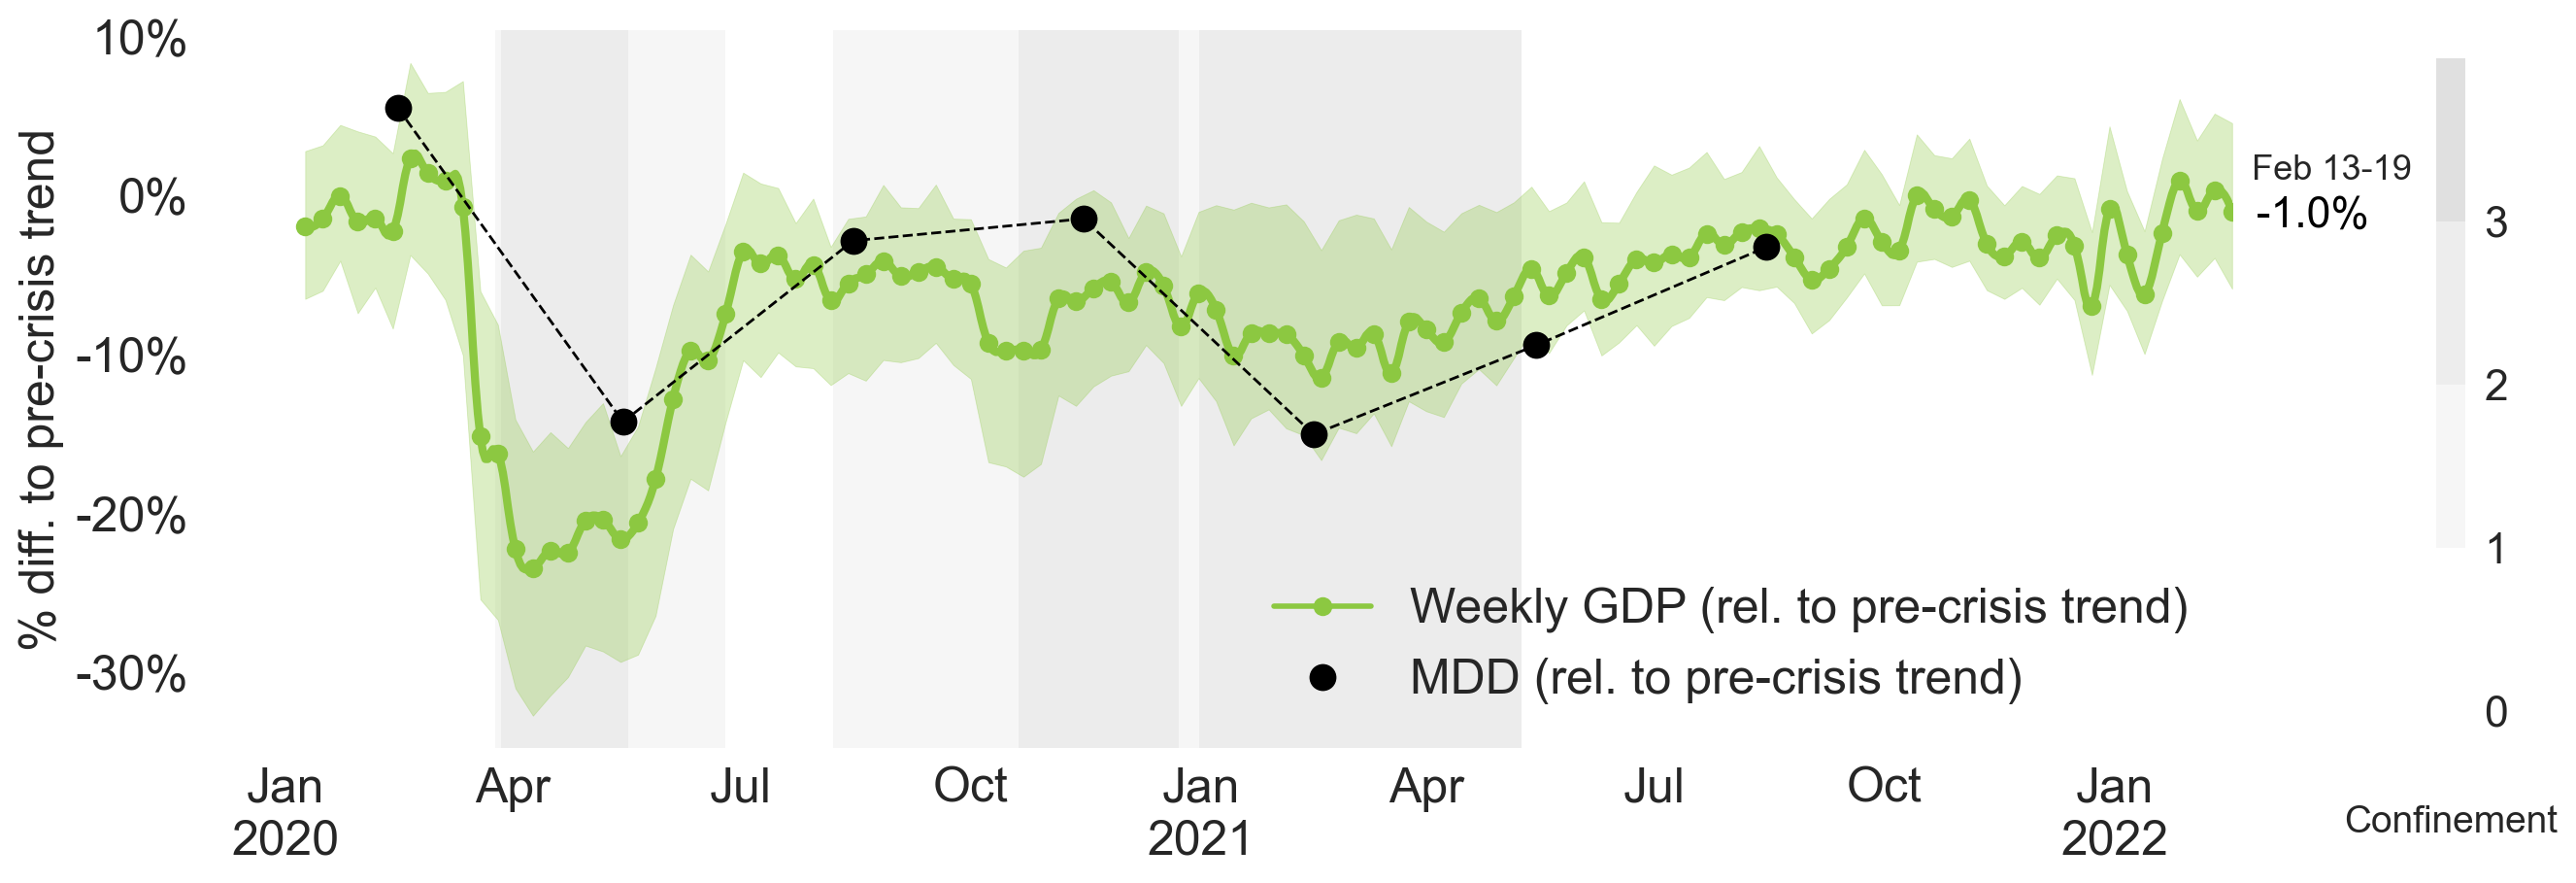 10%
0%
-10%
-20%
-30%
% diff. to pre-crisis trend
Feb 13-19
-1.0%
Weekly GDP (rel. to pre-crisis trend)
MDD (rel. to pre-crisis trend)
Jan Apr Jul Oct Jan Apr Jul Oct Jan
2020 2021 2022
3
2
1
0
Confinement